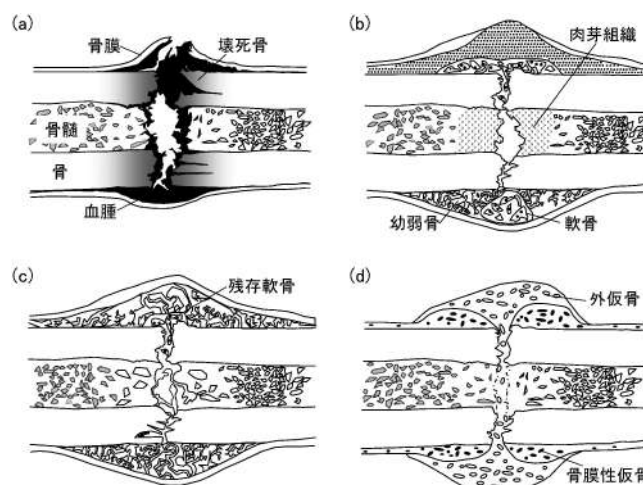 (a)
骨膜
壊死骨
骨髄
骨
血腫
(b)
肉芽組織
幼弱骨
軟骨
(c)
残存軟骨
(d)
外仮骨
骨膜性仮骨